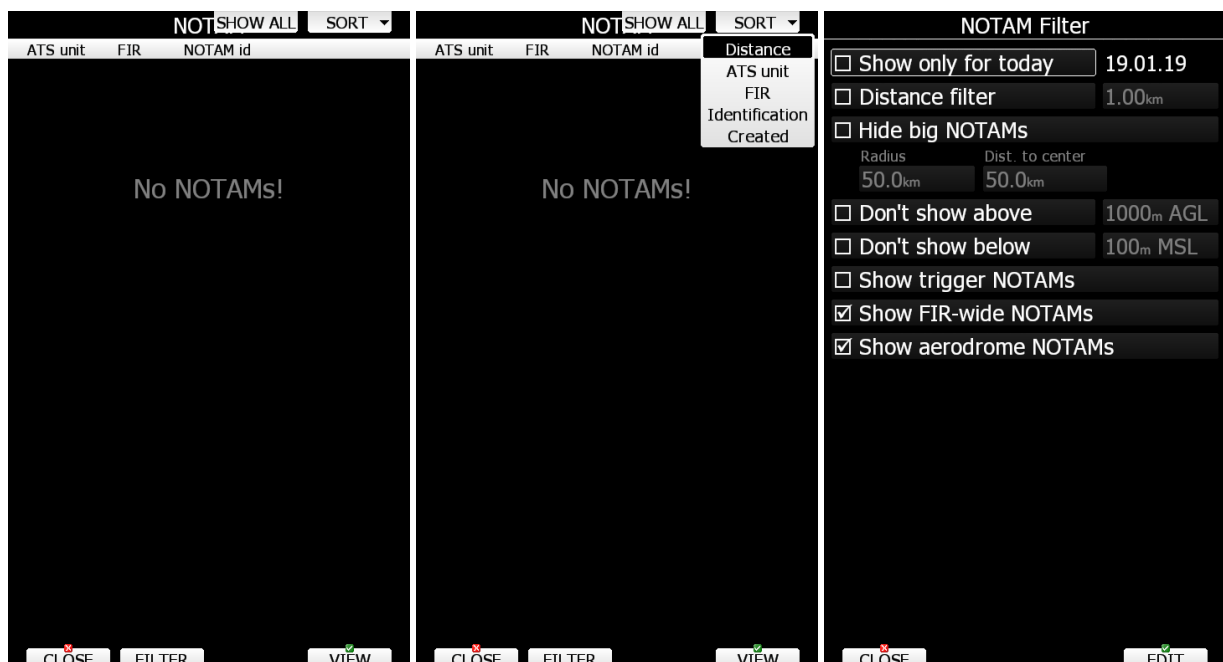 NOT SHOW ALL SORT
ATS unit FIR NOTAM id
No NOTAMs!
CLOSE FILTER VIEW
NOT SHOW ALL SORT
ATS unit FIR NOTAM id
Distance
ATS unit
FIR
Identification
Created
No NOTAMs!
CLOSE FILTER VIEW
NOTAM Filter
Show only for today 19.01.19
Distance filter 1.00km
Hide big NOTAMs
Radius Dist. to center
50.0km 50.0km
Don't show above 1000m AGL
Don't show below 100m MSL
Show trigger NOTAMs
Show FIR-wide NOTAMs
Show aerodrome NOTAMs
CLOSE EDIT